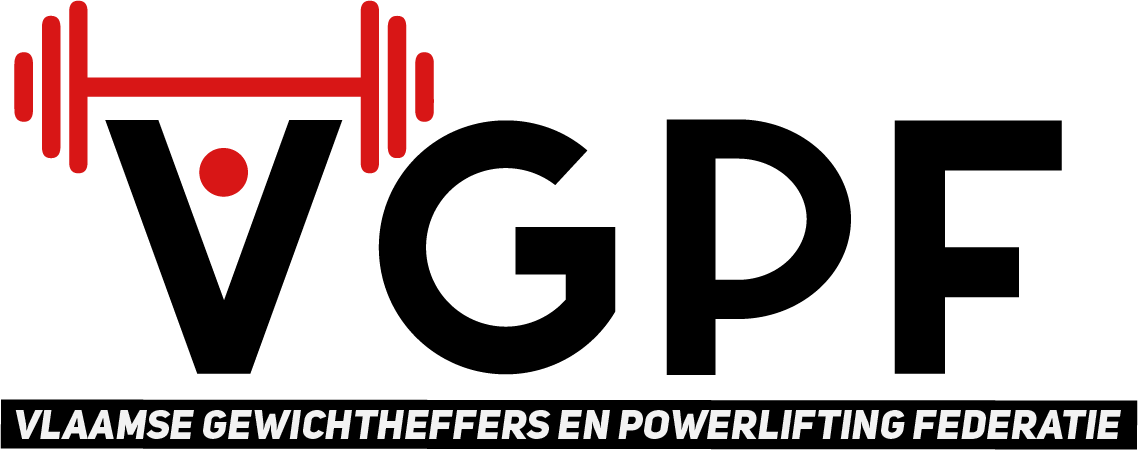 VGPF
VLAAMSE GEWICHTHEFFERS EN POWERLIFTING FEDERATIE